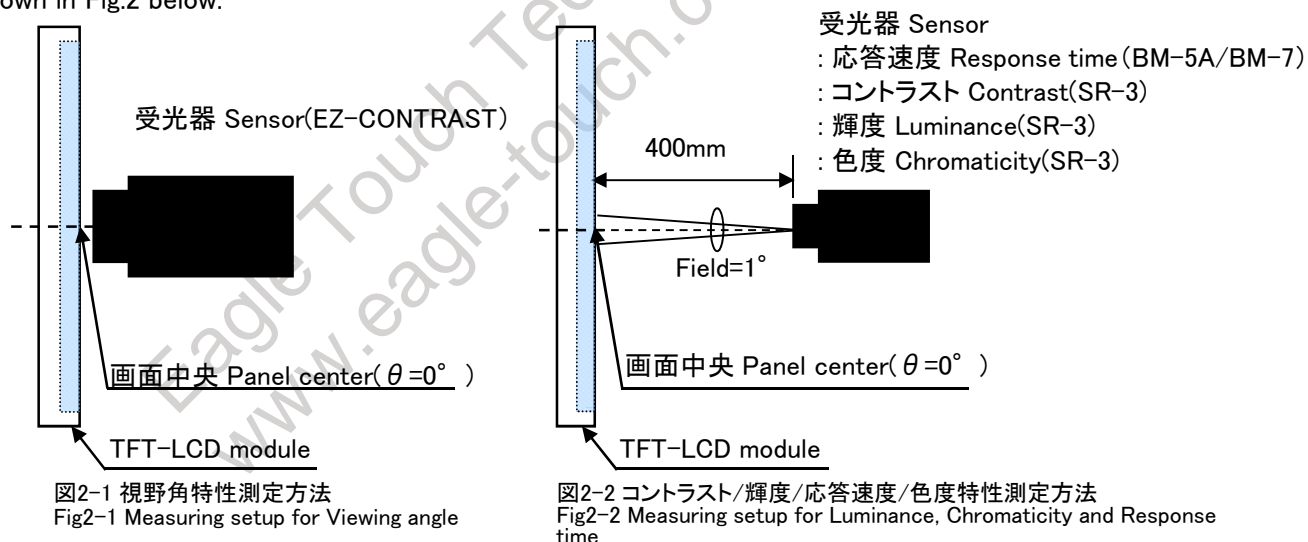 own in Fig.2 below.
受光器 Sensor(EZ-CONTRAST)
画面中央 Panel center(θ=0° )
TFT-LCD module
図2-1 視野角特性測定方法
Fig2-1 Measuring setup for Viewing angle
受光器 Sensor
: 応答速度 Response time(BM-5A/BM-7)
: コントラスト Contrast(SR-3)
: 輝度 Luminance(SR-3)
: 色度 Chromaticity(SR-3)
400mm
Field=1°
画面中央 Panel center(θ=0° )
TFT-LCD module
図2-2 コントラスト/輝度/応答速度/色度特性測定方法
Fig2-2 Measuring setup for Luminance, Chromaticity and Response
time
Eagle Touch
www.eagle-touch.